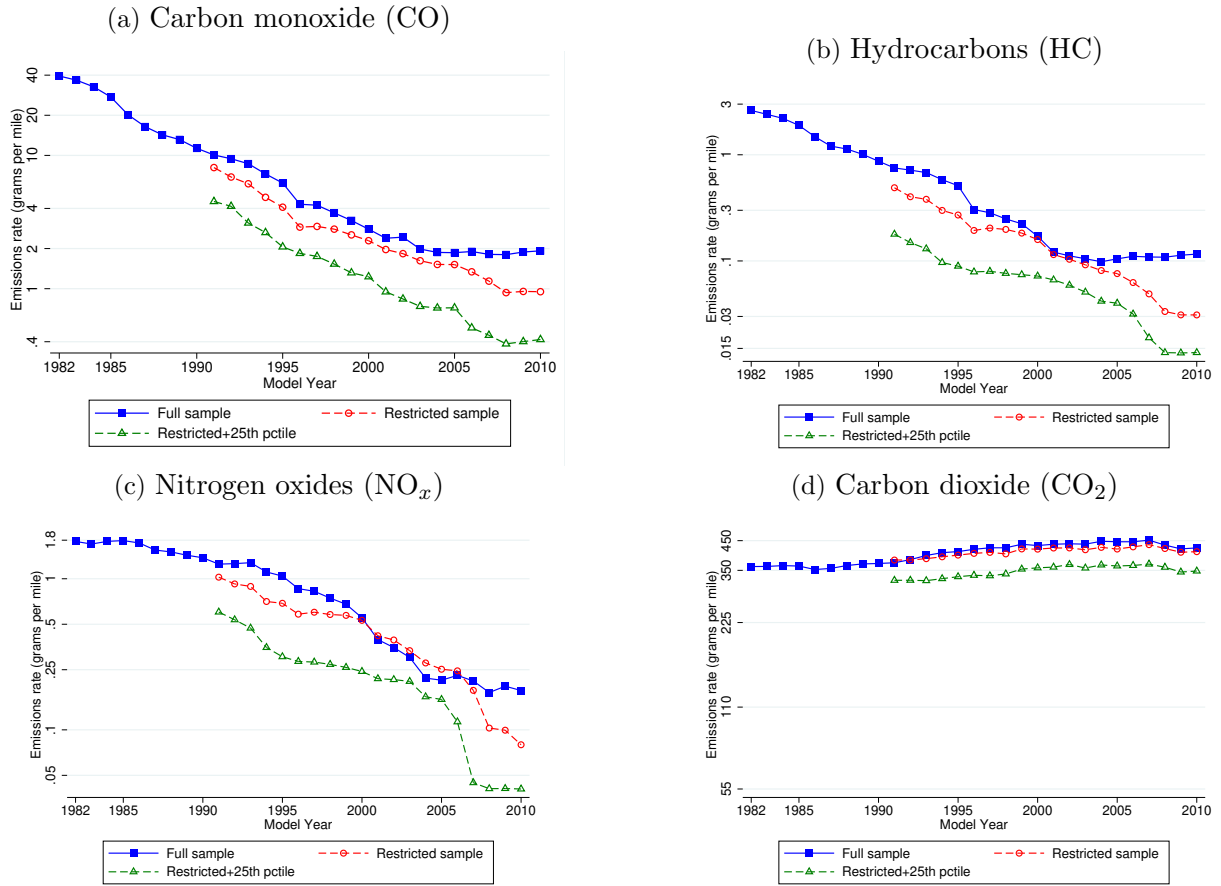 (a) Carbon monoxide (CO)
Emissions rate (grams per mile)
40
20
10
4
2
1
.4
1982 1985 1990 1995 2000 2005 2010
Model Year
Full sample Restricted sample
Restricted+25th pctile
(b) Hydrocarbons (HC)
Emissions rate (grams per mile)
3
1
.3
.1
.03
.015
1982 1985 1990 1995 2000 2005 2010
Model Year
Full sample Restricted sample
Restricted+25th pctile
(c) Nitrogen oxides (NOₓ)
Emissions rate (grams per mile)
1.8
1
.5
.25
.1
.05
1982 1985 1990 1995 2000 2005 2010
Model Year
Full sample Restricted sample
Restricted+25th pctile
(d) Carbon dioxide (CO₂)
Emissions rate (grams per mile)
450
350
225
110
55
1982 1985 1990 1995 2000 2005 2010
Model Year
Full sample Restricted sample
Restricted+25th pctile